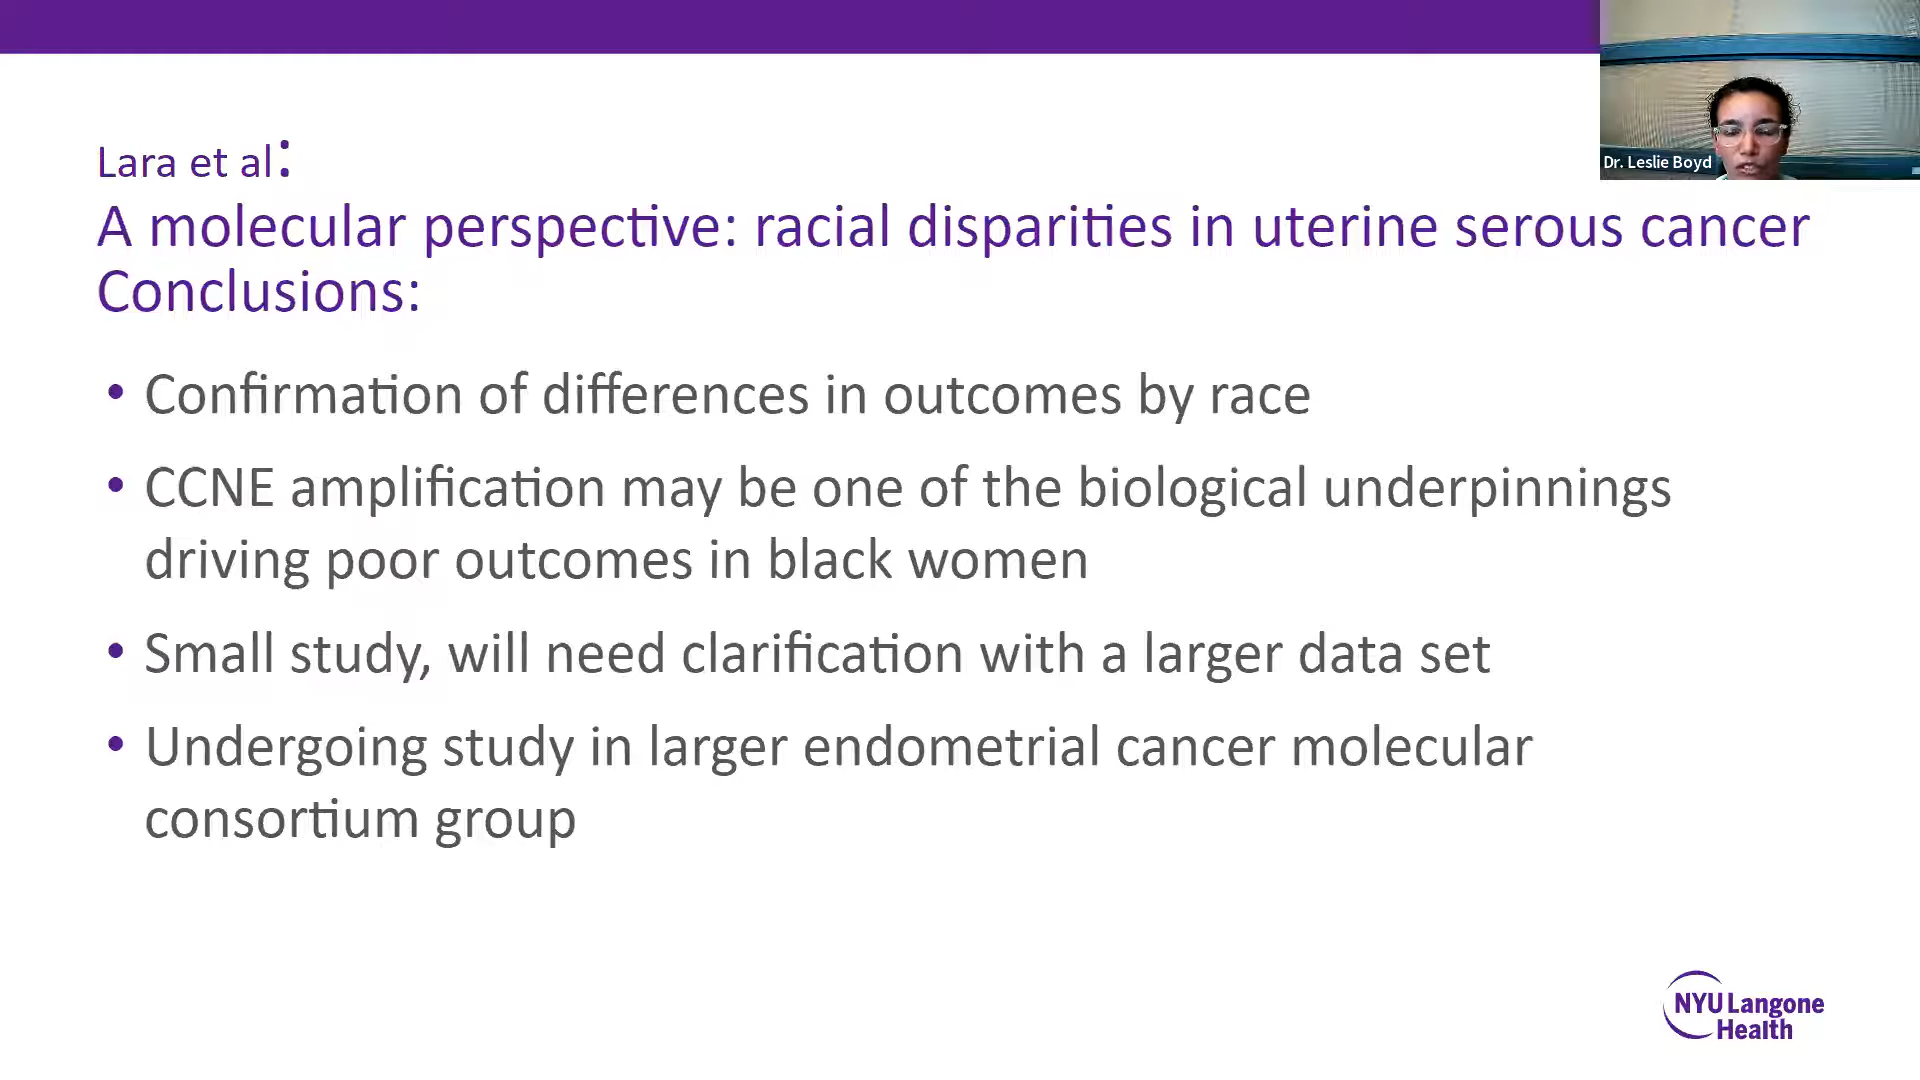 Dr. Leslie Boyd
Lara et al:
A molecular perspective: racial disparities in uterine serous cancer
Conclusions:
• Confirmation of differences in outcomes by race
• CCNE amplification may be one of the biological underpinnings
driving poor outcomes in black women
• Small study, will need clarification with a larger data set
• Undergoing study in larger endometrial cancer molecular
consortium group
NYU Langone
Health